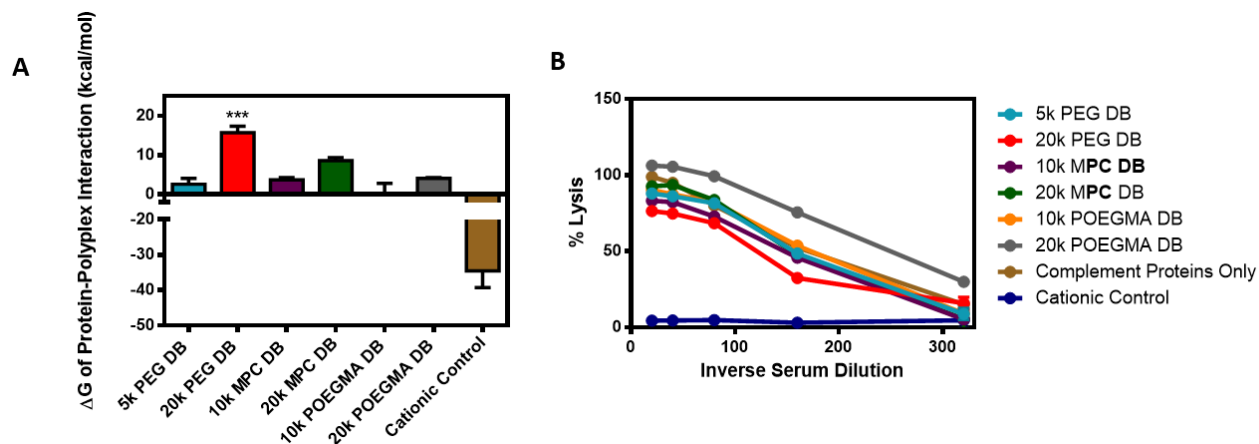 A
ΔG of Protein-Polyplex Interaction (kcal/mol)
20
10
0
-20
-30
-40
-50
***
5k PEG DB
20k PEG DB
10k MPC DB
20k MPC DB
10k POEGMA DB
20k POEGMA DB
Cationic Control
B
% Lysis
150
100
50
0
0
100
200
300
Inverse Serum Dilution
5k PEG DB
20k PEG DB
10k MPC DB
20k MPC DB
10k POEGMA DB
20k POEGMA DB
Complement Proteins Only
Cationic Control